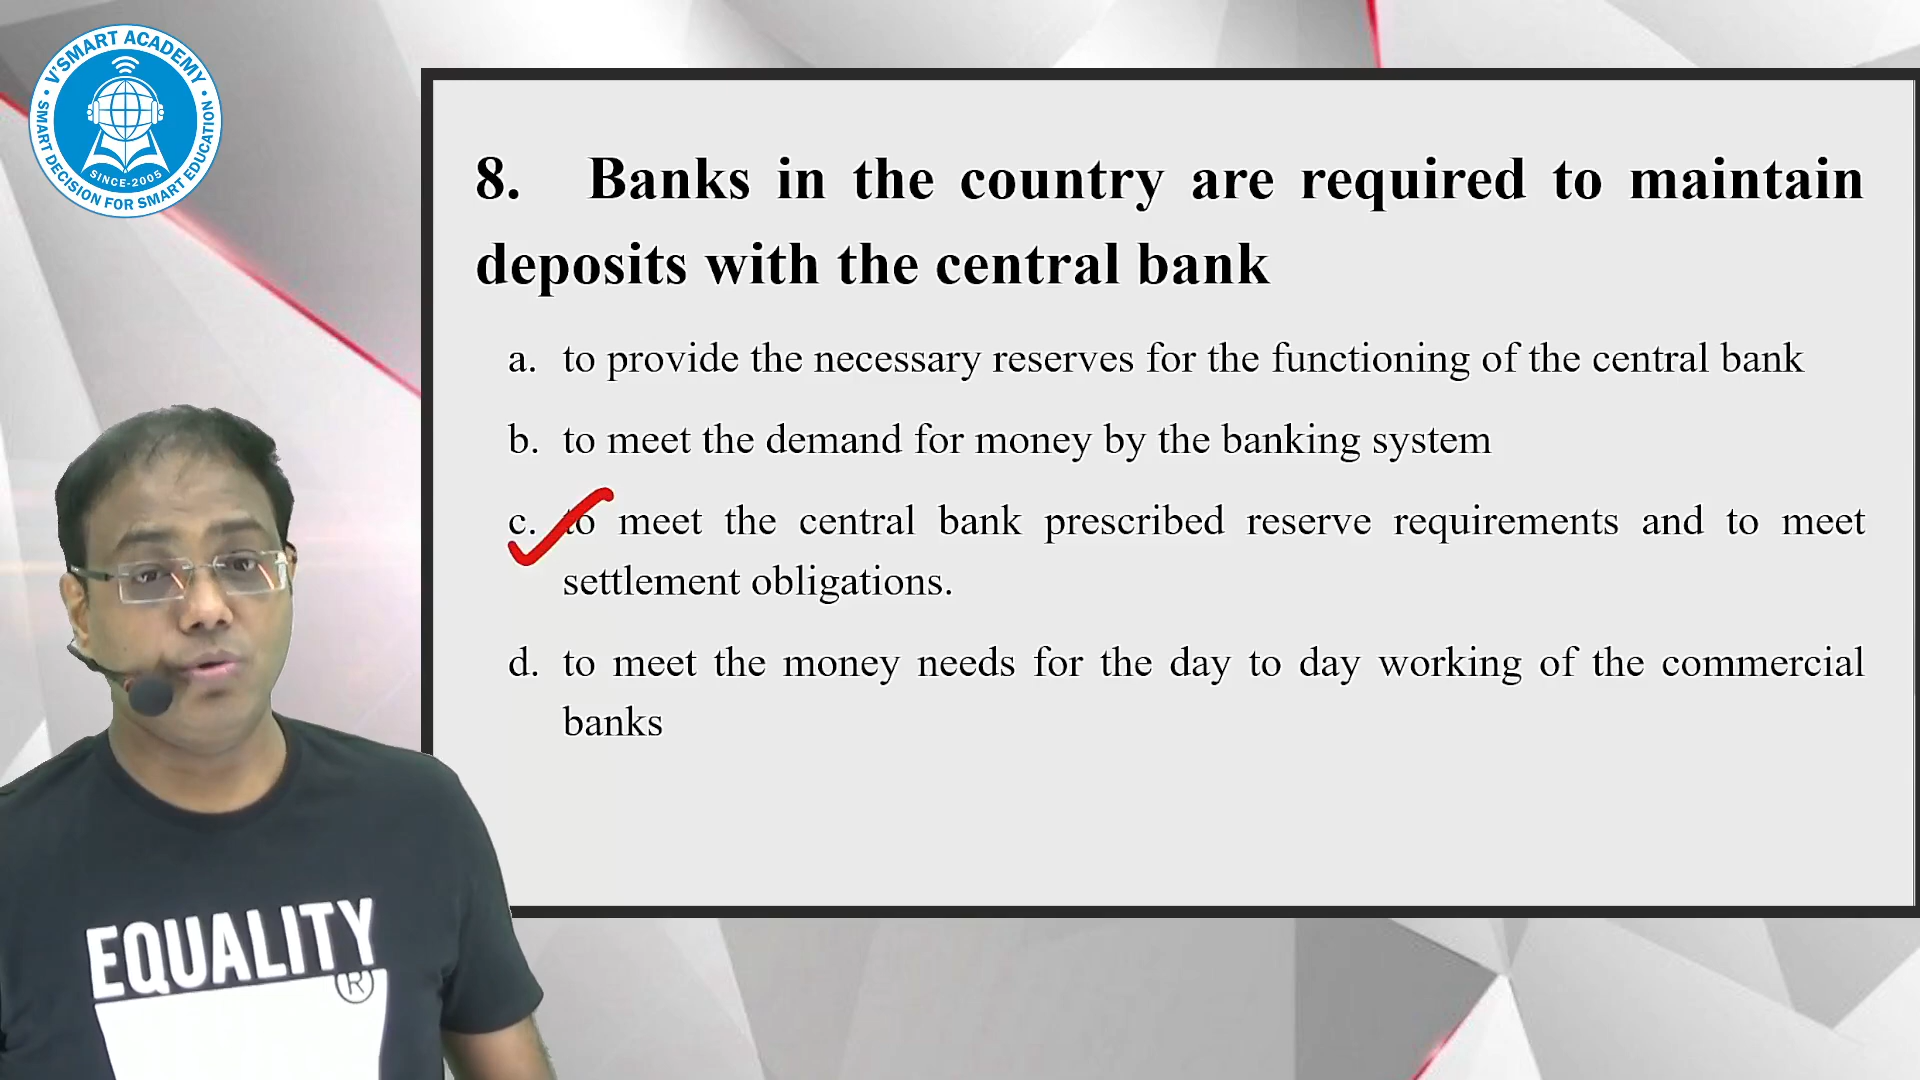 V'SMART ACADEMY
SMART DECISION FOR SMART EDUCATION
SINCE-2005
8. Banks in the country are required to maintain
deposits with the central bank
a. to provide the necessary reserves for the functioning of the central bank
b. to meet the demand for money by the banking system
c. to meet the central bank prescribed reserve requirements and to meet
settlement obligations.
d. to meet the money needs for the day to day working of the commercial
banks
EQUALITY
®